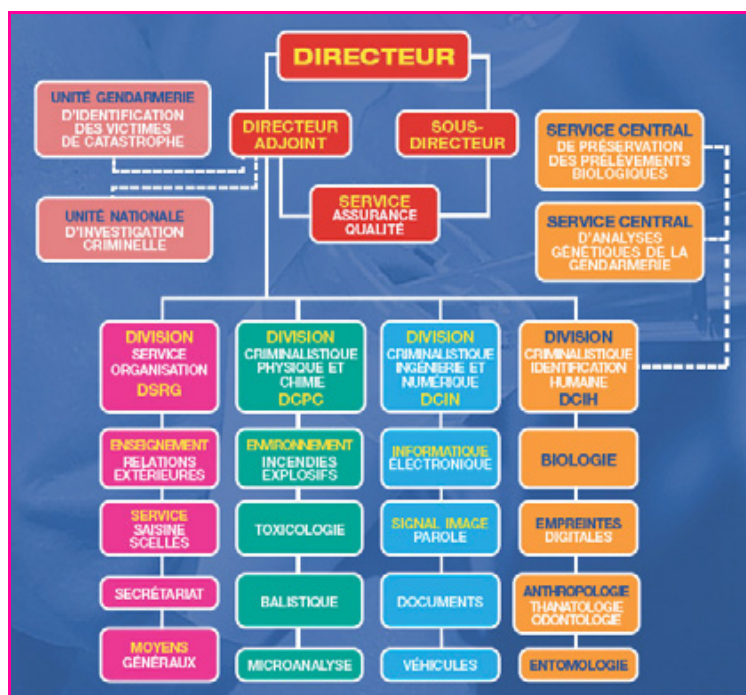 DIRECTEUR
UNITÉ GENDARMERIE
D'IDENTIFICATION
DES VICTIMES
DE CATASTROPHE
DIRECTEUR
ADJOINT
SOUS-
DIRECTEUR
SERVICE CENTRAL
DE PRÉSERVATION
DES PRÉLÈVEMENTS
BIOLOGIQUES
UNITÉ NATIONALE
D'INVESTIGATION
CRIMINELLE
SERVICE
ASSURANCE
QUALITÉ
SERVICE CENTRAL
D'ANALYSES
GÉNÉTIQUES DE LA
GENDARMERIE
DIVISION
SERVICE
ORGANISATION
DSRG
DIVISION
CRIMINALISTIQUE
PHYSIQUE ET
CHIMIE
DCPC
DIVISION
CRIMINALISTIQUE
INGÉNIERIE ET
NUMÉRIQUE
DCIN
DIVISION
CRIMINALISTIQUE
IDENTIFICATION
HUMAINE
DCIH
ENSEIGNEMENT
RELATIONS
EXTÉRIEURES
ENVIRONNEMENT
INCENDIES
EXPLOSIFS
INFORMATIQUE
ÉLECTRONIQUE
BIOLOGIE
SERVICE
SAISINE
SCELLÉS
TOXICOLOGIE
SIGNAL IMAGE
PAROLE
EMPREINTES
DIGITALES
SECRÉTARIAT
BALISTIQUE
DOCUMENTS
ANTHROPOLOGIE
THANATOLOGIE
ODONTOLOGIE
MOYENS
GÉNÉRAUX
MICROANALYSE
VÉHICULES
ENTOMOLOGIE